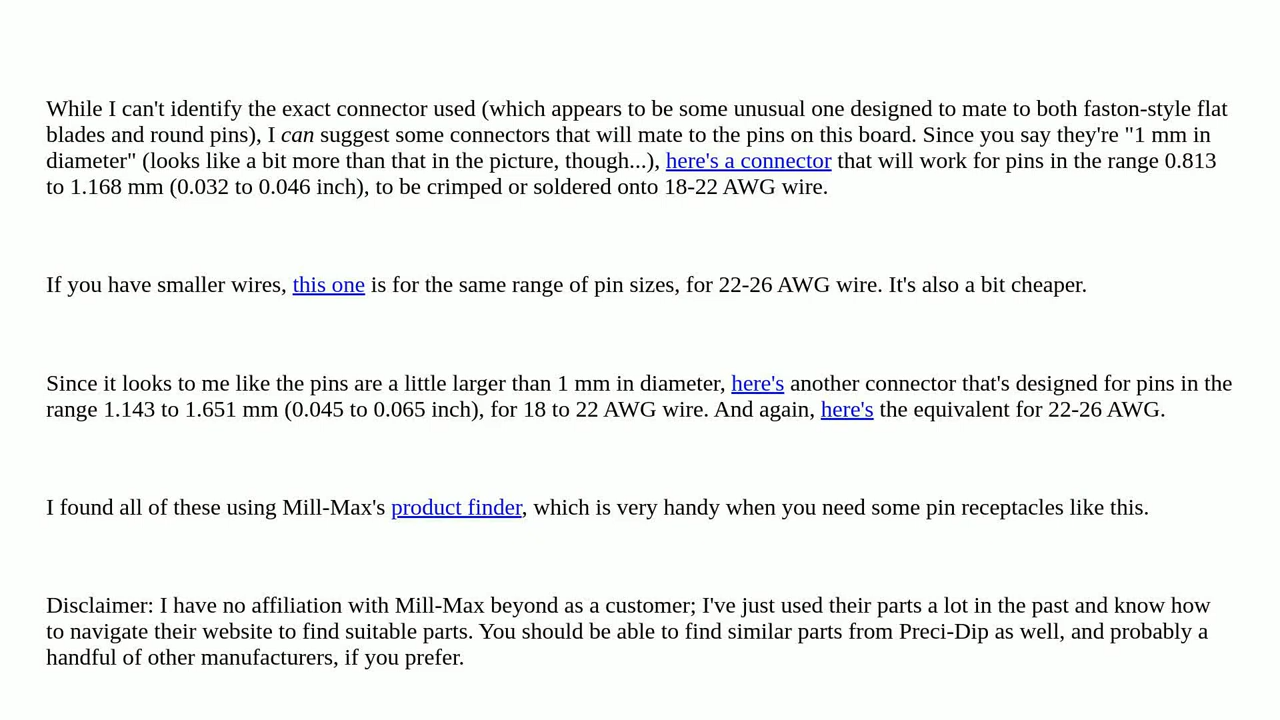 While I can't identify the exact connector used (which appears to be some unusual one designed to mate to both faston-style flat
blades and round pins), I can suggest some connectors that will mate to the pins on this board. Since you say they're "1 mm in
diameter" (looks like a bit more than that in the picture, though...), here's a connector that will work for pins in the range 0.813
to 1.168 mm (0.032 to 0.046 inch), to be crimped or soldered onto 18-22 AWG wire.
If you have smaller wires, this one is for the same range of pin sizes, for 22-26 AWG wire. It's also a bit cheaper.
Since it looks to me like the pins are a little larger than 1 mm in diameter, here's another connector that's designed for pins in the
range 1.143 to 1.651 mm (0.045 to 0.065 inch), for 18 to 22 AWG wire. And again, here's the equivalent for 22-26 AWG.
I found all of these using Mill-Max's product finder, which is very handy when you need some pin receptacles like this.
Disclaimer: I have no affiliation with Mill-Max beyond as a customer; I've just used their parts a lot in the past and know how
to navigate their website to find suitable parts. You should be able to find similar parts from Preci-Dip as well, and probably a
handful of other manufacturers, if you prefer.